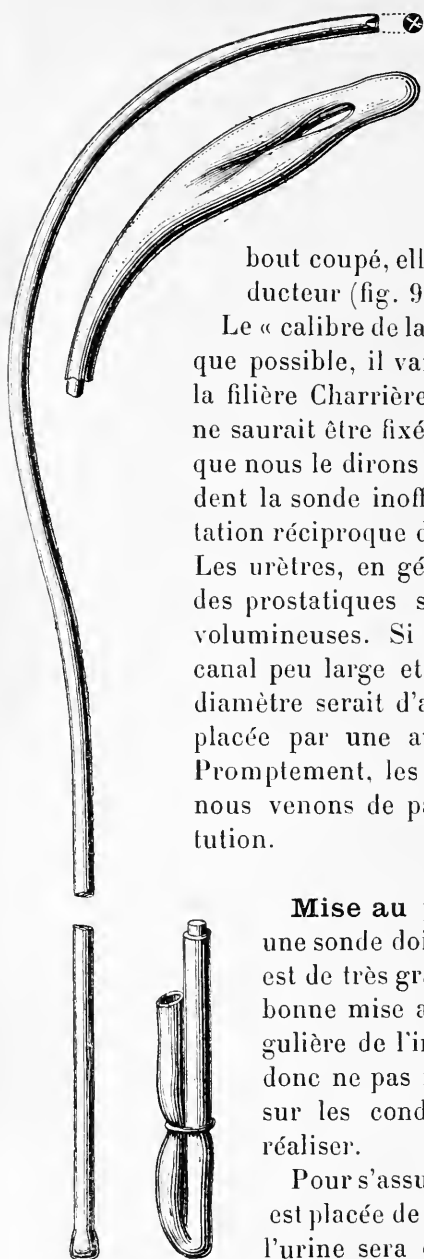 bout coupé, ell
ducteur (fig. 9
Le « calibre de la
que possible, il var
la filière Charrière
ne saurait être fixé
que nous le dirons
dent la sonde inoff
tation réciproque d
Les urètres, en gé
des prostatiques s
volumineuses. Si
canal peu large et
diamètre serait d'a
placée par une av
Promptement, les
nous venons de pa
tution.
Mise au p
une sonde doi
est de très gra
bonne mise a
gulière de l'in
donc ne pas
sur les cond
réaliser.
Pour s'assu
est placée de
l'urine sera